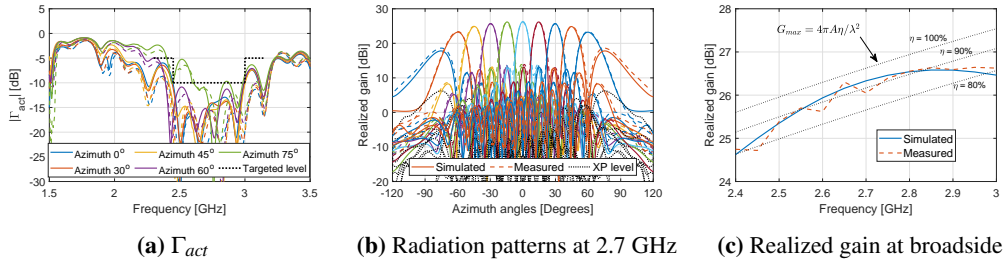 0
-5
-10
-15
-20
-25
-30
|Γact| [dB]
Azimuth 0°
Azimuth 45°
Azimuth 75°
Azimuth 30°
Azimuth 60°
Targeted level
1.5
2
2.5
3
3.5
Frequency [GHz]
(a) Γact
30
20
10
0
-10
20
Realized gain [dBi]
Simulated
Measured
XP level
-120
-90
-60
-30
0
30
60
90
120
Azimuth angles [Degrees]
(b) Radiation patterns at 2.7 GHz
28
27
26
25
24
Realized gain [dB]
Gmax = 4πAη/λ²
η = 100%
η = 90%
η = 80%
Simulated
Measured
2.4
2.5
2.6
2.7
2.8
2.9
3
Frequency [GHz]
(c) Realized gain at broadside